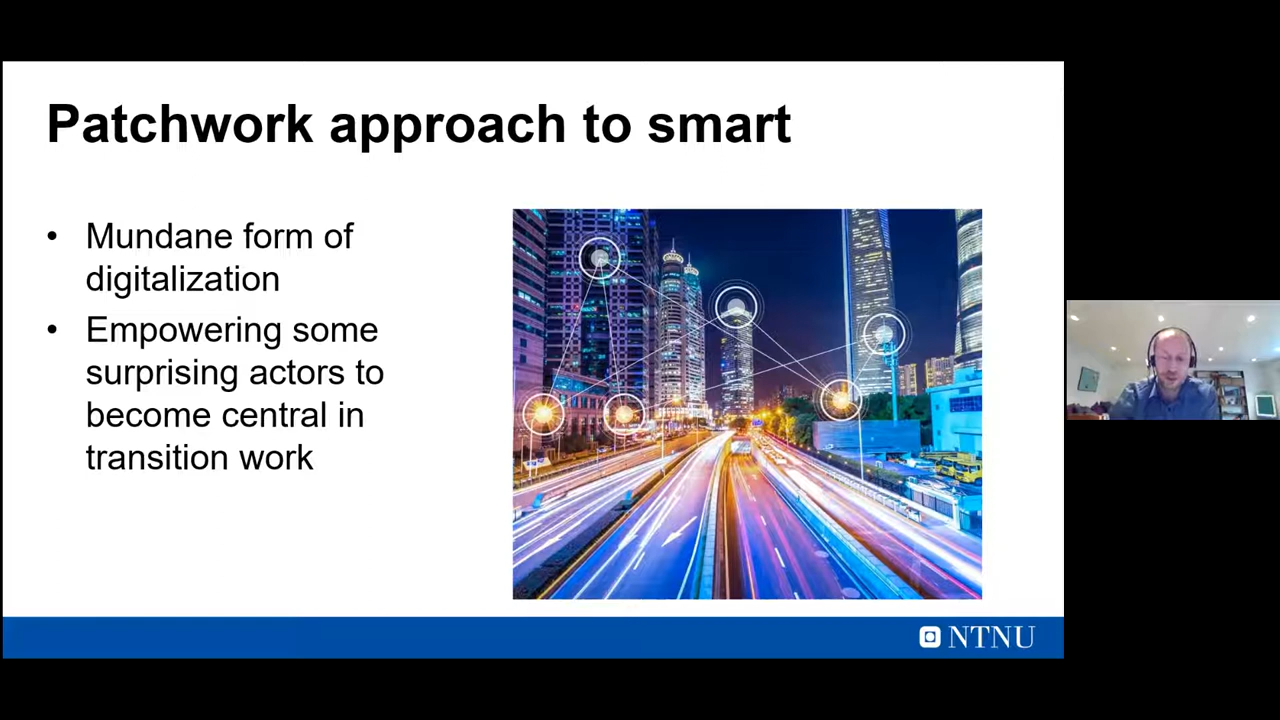 Patchwork approach to smart
• Mundane form of
digitalization
• Empowering some
surprising actors to
become central in
transition work
NTNU